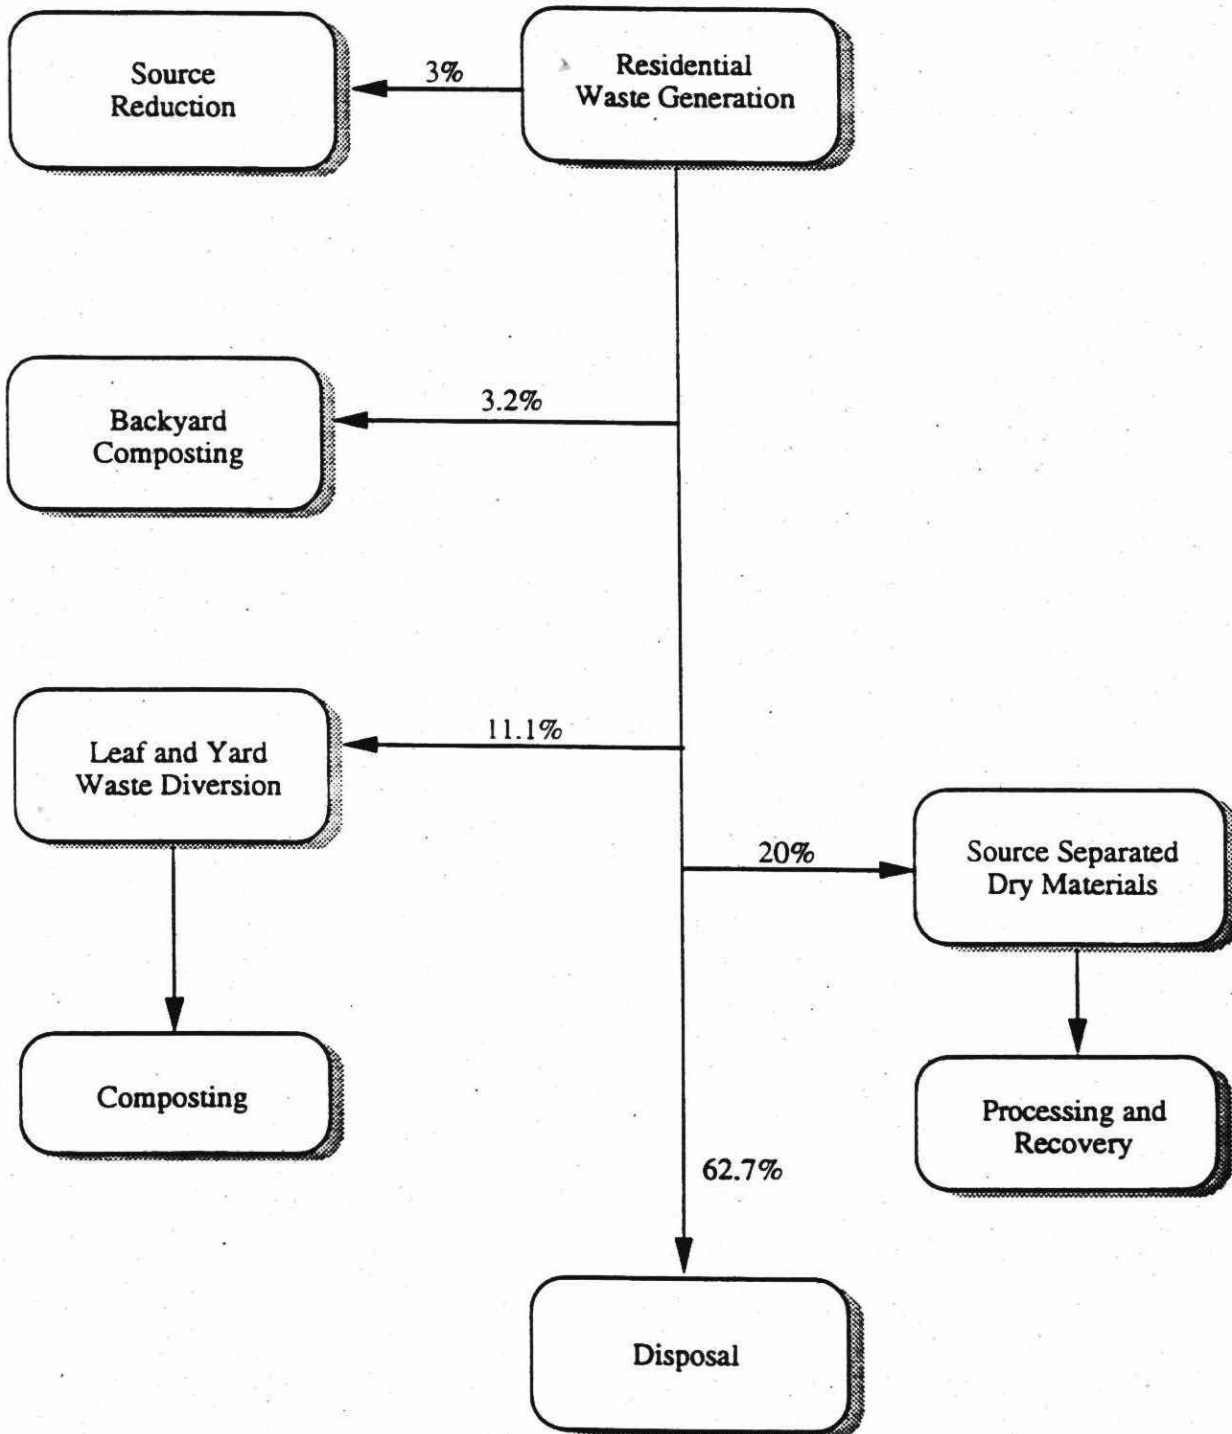 Source
Reduction
3%
Residential
Waste Generation
Backyard
Composting
3.2%
Leaf and Yard
Waste Diversion
11.1%
20%
Source Separated
Dry Materials
Composting
Processing and
Recovery
62.7%
Disposal